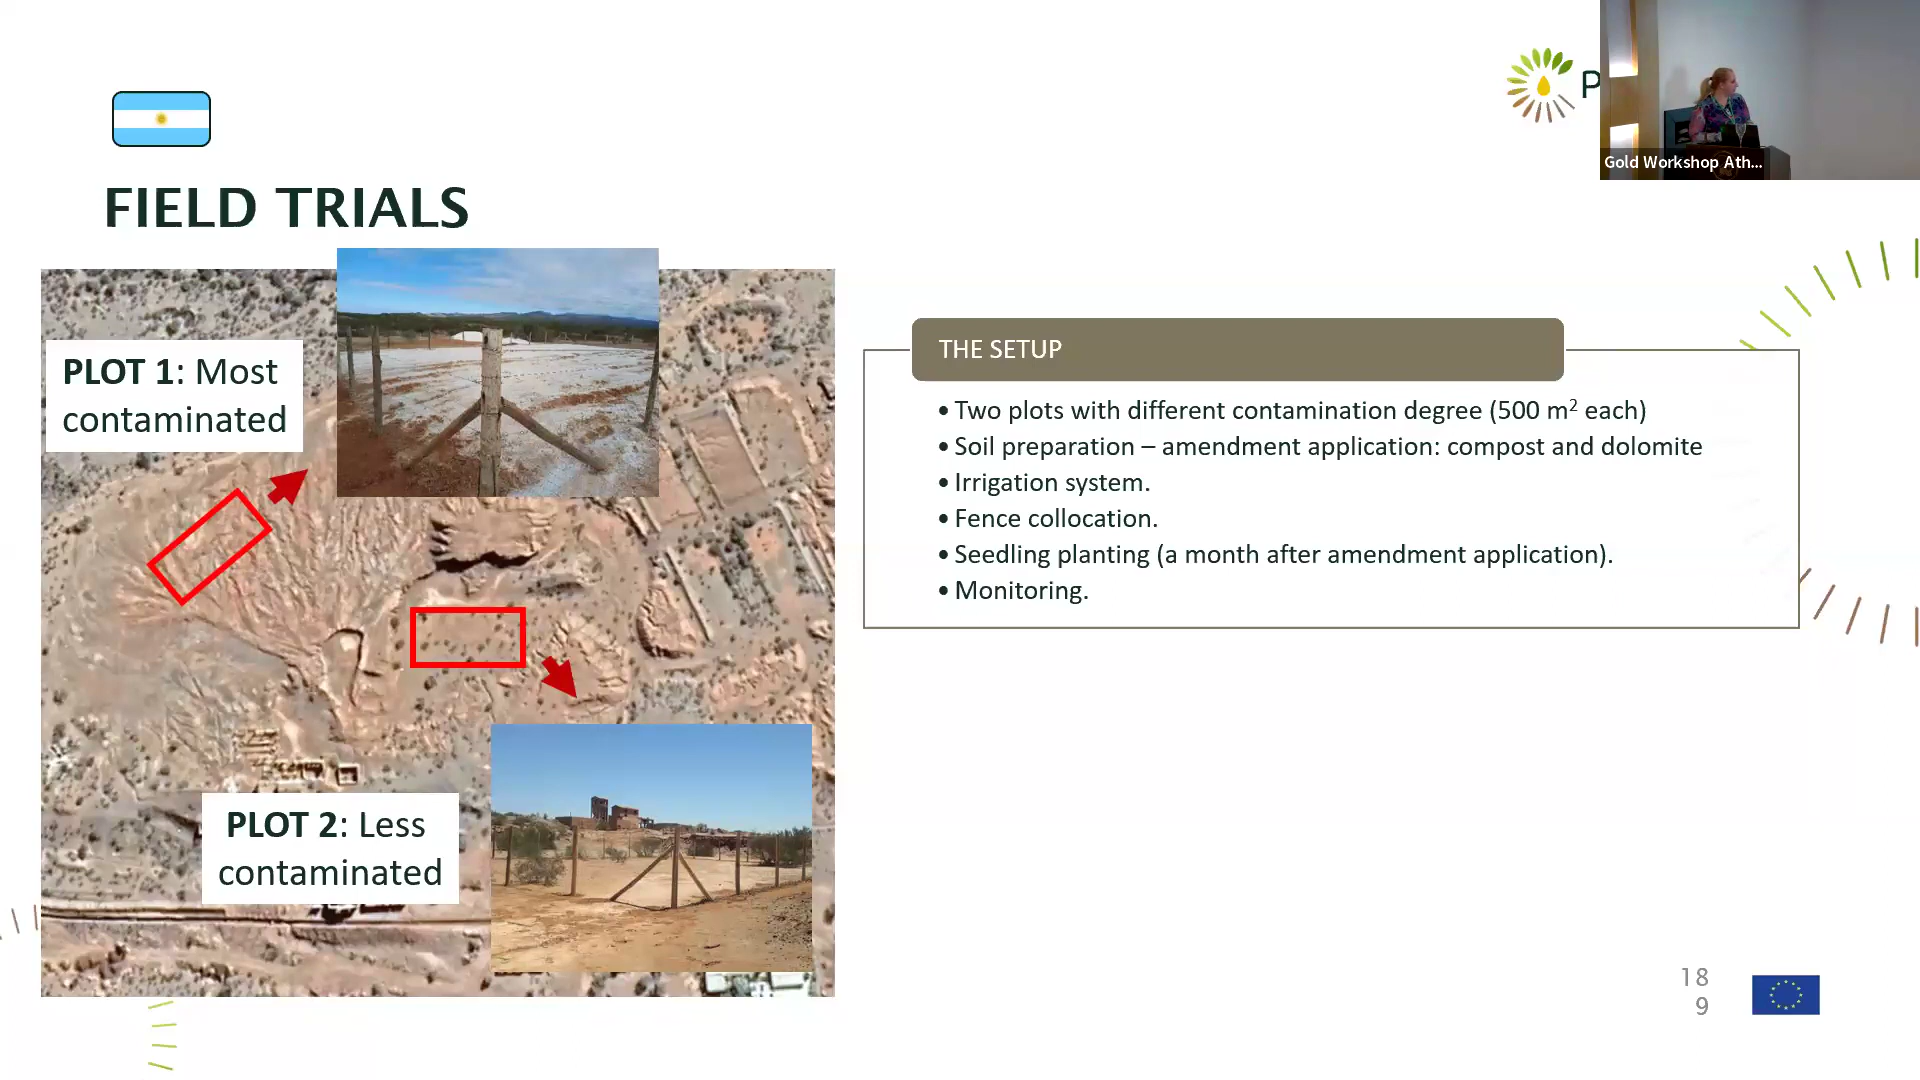 P
Gold Workshop Ath...
FIELD TRIALS
PLOT 1: Most
contaminated
PLOT 2: Less
contaminated
THE SETUP
• Two plots with different contamination degree (500 m² each)
• Soil preparation – amendment application: compost and dolomite
• Irrigation system.
• Fence collocation.
• Seedling planting (a month after amendment application).
• Monitoring.
18
9